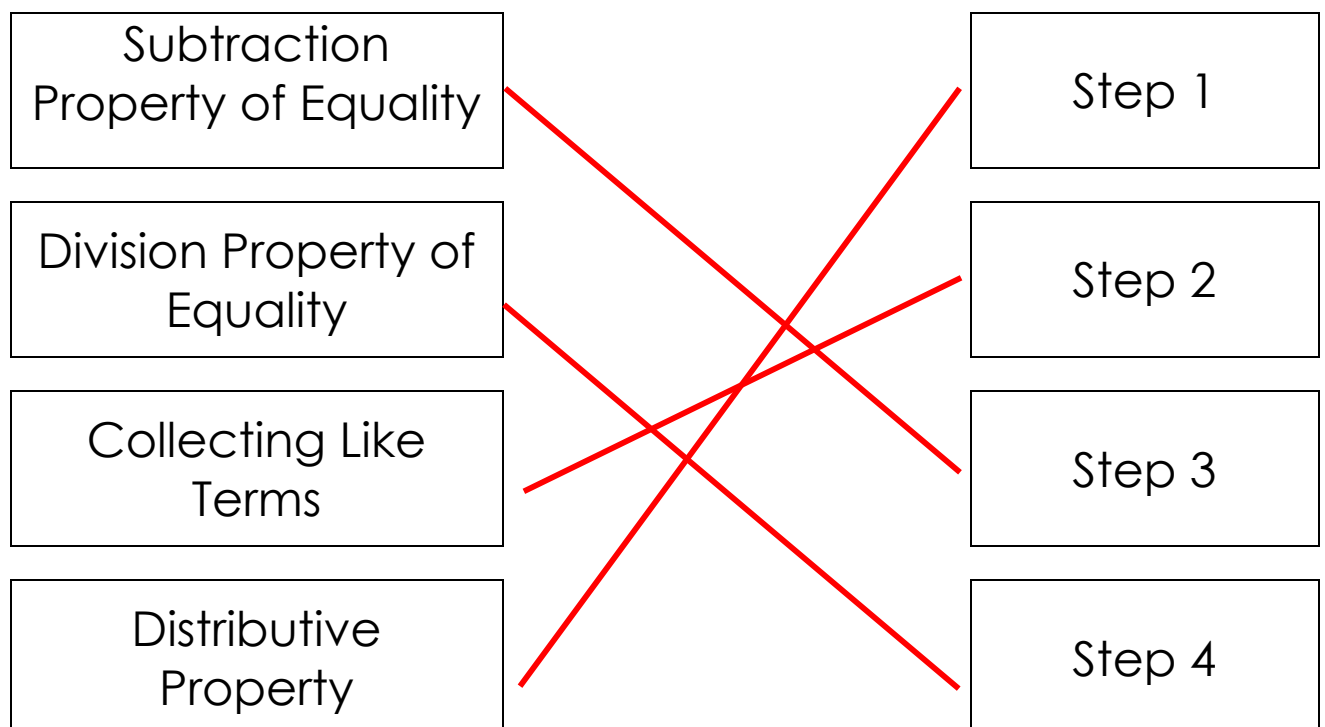 Subtraction
Property of Equality
Step 1
Division Property of
Equality
Step 2
Collecting Like
Terms
Step 3
Distributive
Property
Step 4